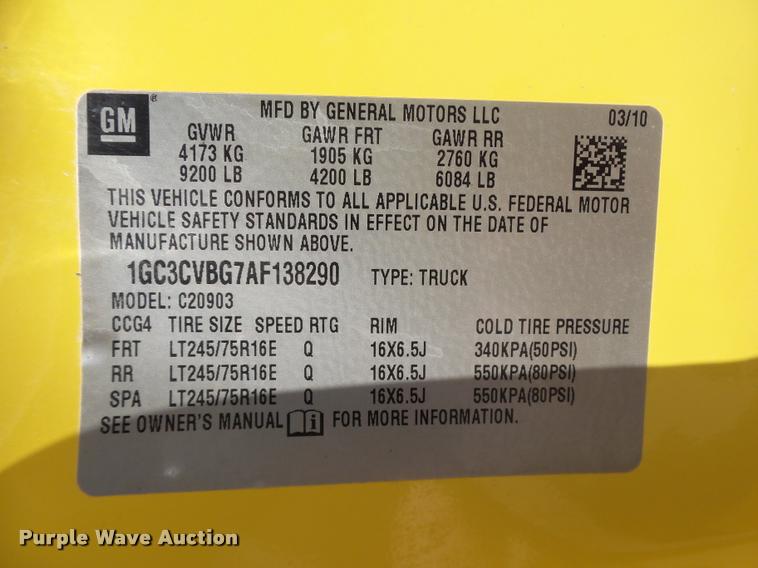 GM ® MFD BY GENERAL MOTORS LLC 03/10
GVWR GAWR FRT GAWR RR
4173 KG 1905 KG 2760 KG
9200 LB 4200 LB 6084 LB
THIS VEHICLE CONFORMS TO ALL APPLICABLE U.S. FEDERAL MOTOR
VEHICLE SAFETY STANDARDS IN EFFECT ON THE DATE OF
MANUFACTURE SHOWN ABOVE.
1GC3CVBG7AF138290 TYPE: TRUCK
MODEL: C20903
CCG4 TIRE SIZE SPEED RTG RIM COLD TIRE PRESSURE
FRT LT245/75R16E Q 16X6.5J 340KPA(50PSI)
RR LT245/75R16E Q 16X6.5J 550KPA(80PSI)
SPA LT245/75R16E Q 16X6.5J 550KPA(80PSI)
SEE OWNER'S MANUAL i FOR MORE INFORMATION.
Purple Wave Auction